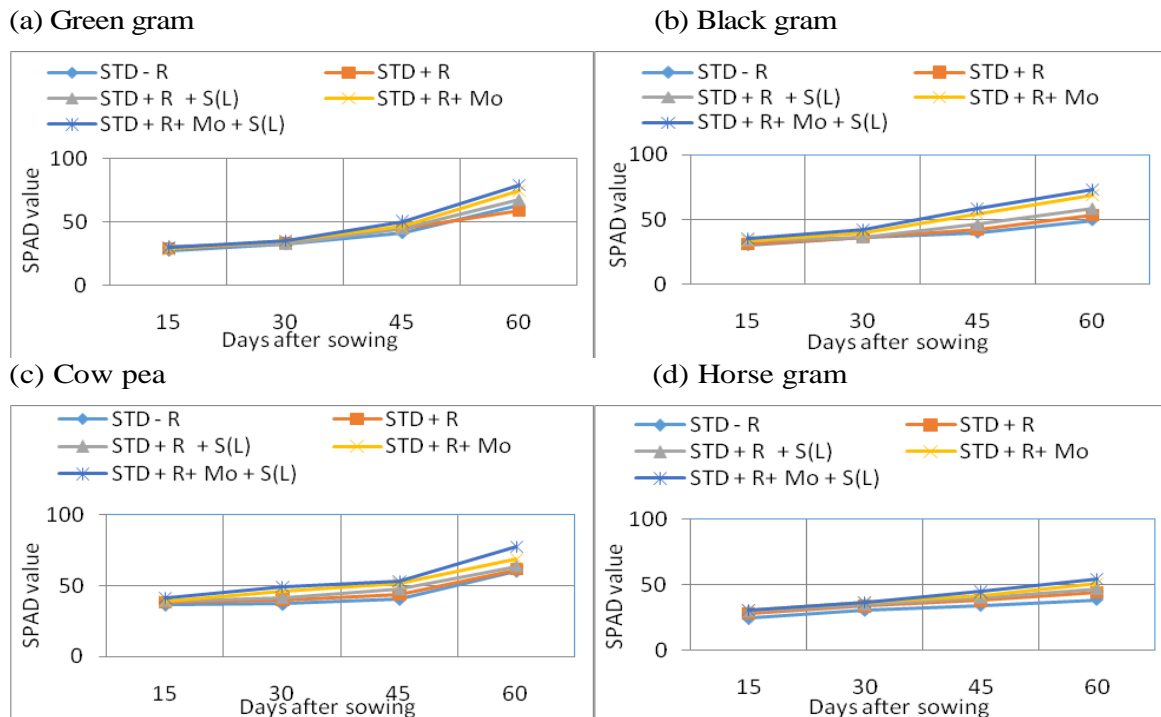 (a) Green gram
STD - R
STD + R
STD + R + S(L)
STD + R+ Mo
STD + R+ Mo + S(L)
100
50
0
SPAD value
15 30 45 60
Days after sowing
(b) Black gram
STD - R
STD + R
STD + R + S(L)
STD + R+ Mo
STD + R+ Mo + S(L)
100
50
0
SPAD value
15 30 45 60
Days after sowing
(c) Cow pea
STD - R
STD + R
STD + R + S(L)
STD + R+ Mo
STD + R+ Mo + S(L)
100
50
0
SPAD value
15 30 45 60
Days after sowing
(d) Horse gram
STD - R
STD + R
STD + R + S(L)
STD + R+ Mo
STD + R+ Mo + S(L)
100
50
0
SPAD value
15 30 45 60
Days after sowing